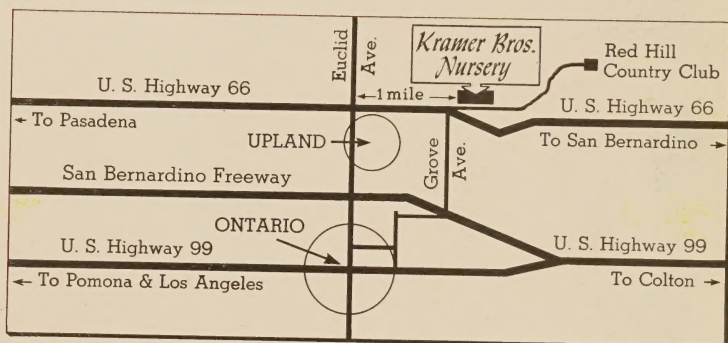 Euclid
Ave.
Kramer Bros.
Nursery
Red Hill
Country Club
U. S. Highway 66
←1 mile→
U. S. Highway 66
← To Pasadena
To San Bernardino →
UPLAND
Grove
Ave.
San Bernardino Freeway
ONTARIO
U. S. Highway 99
U. S. Highway 99
← To Pomona & Los Angeles
To Colton →